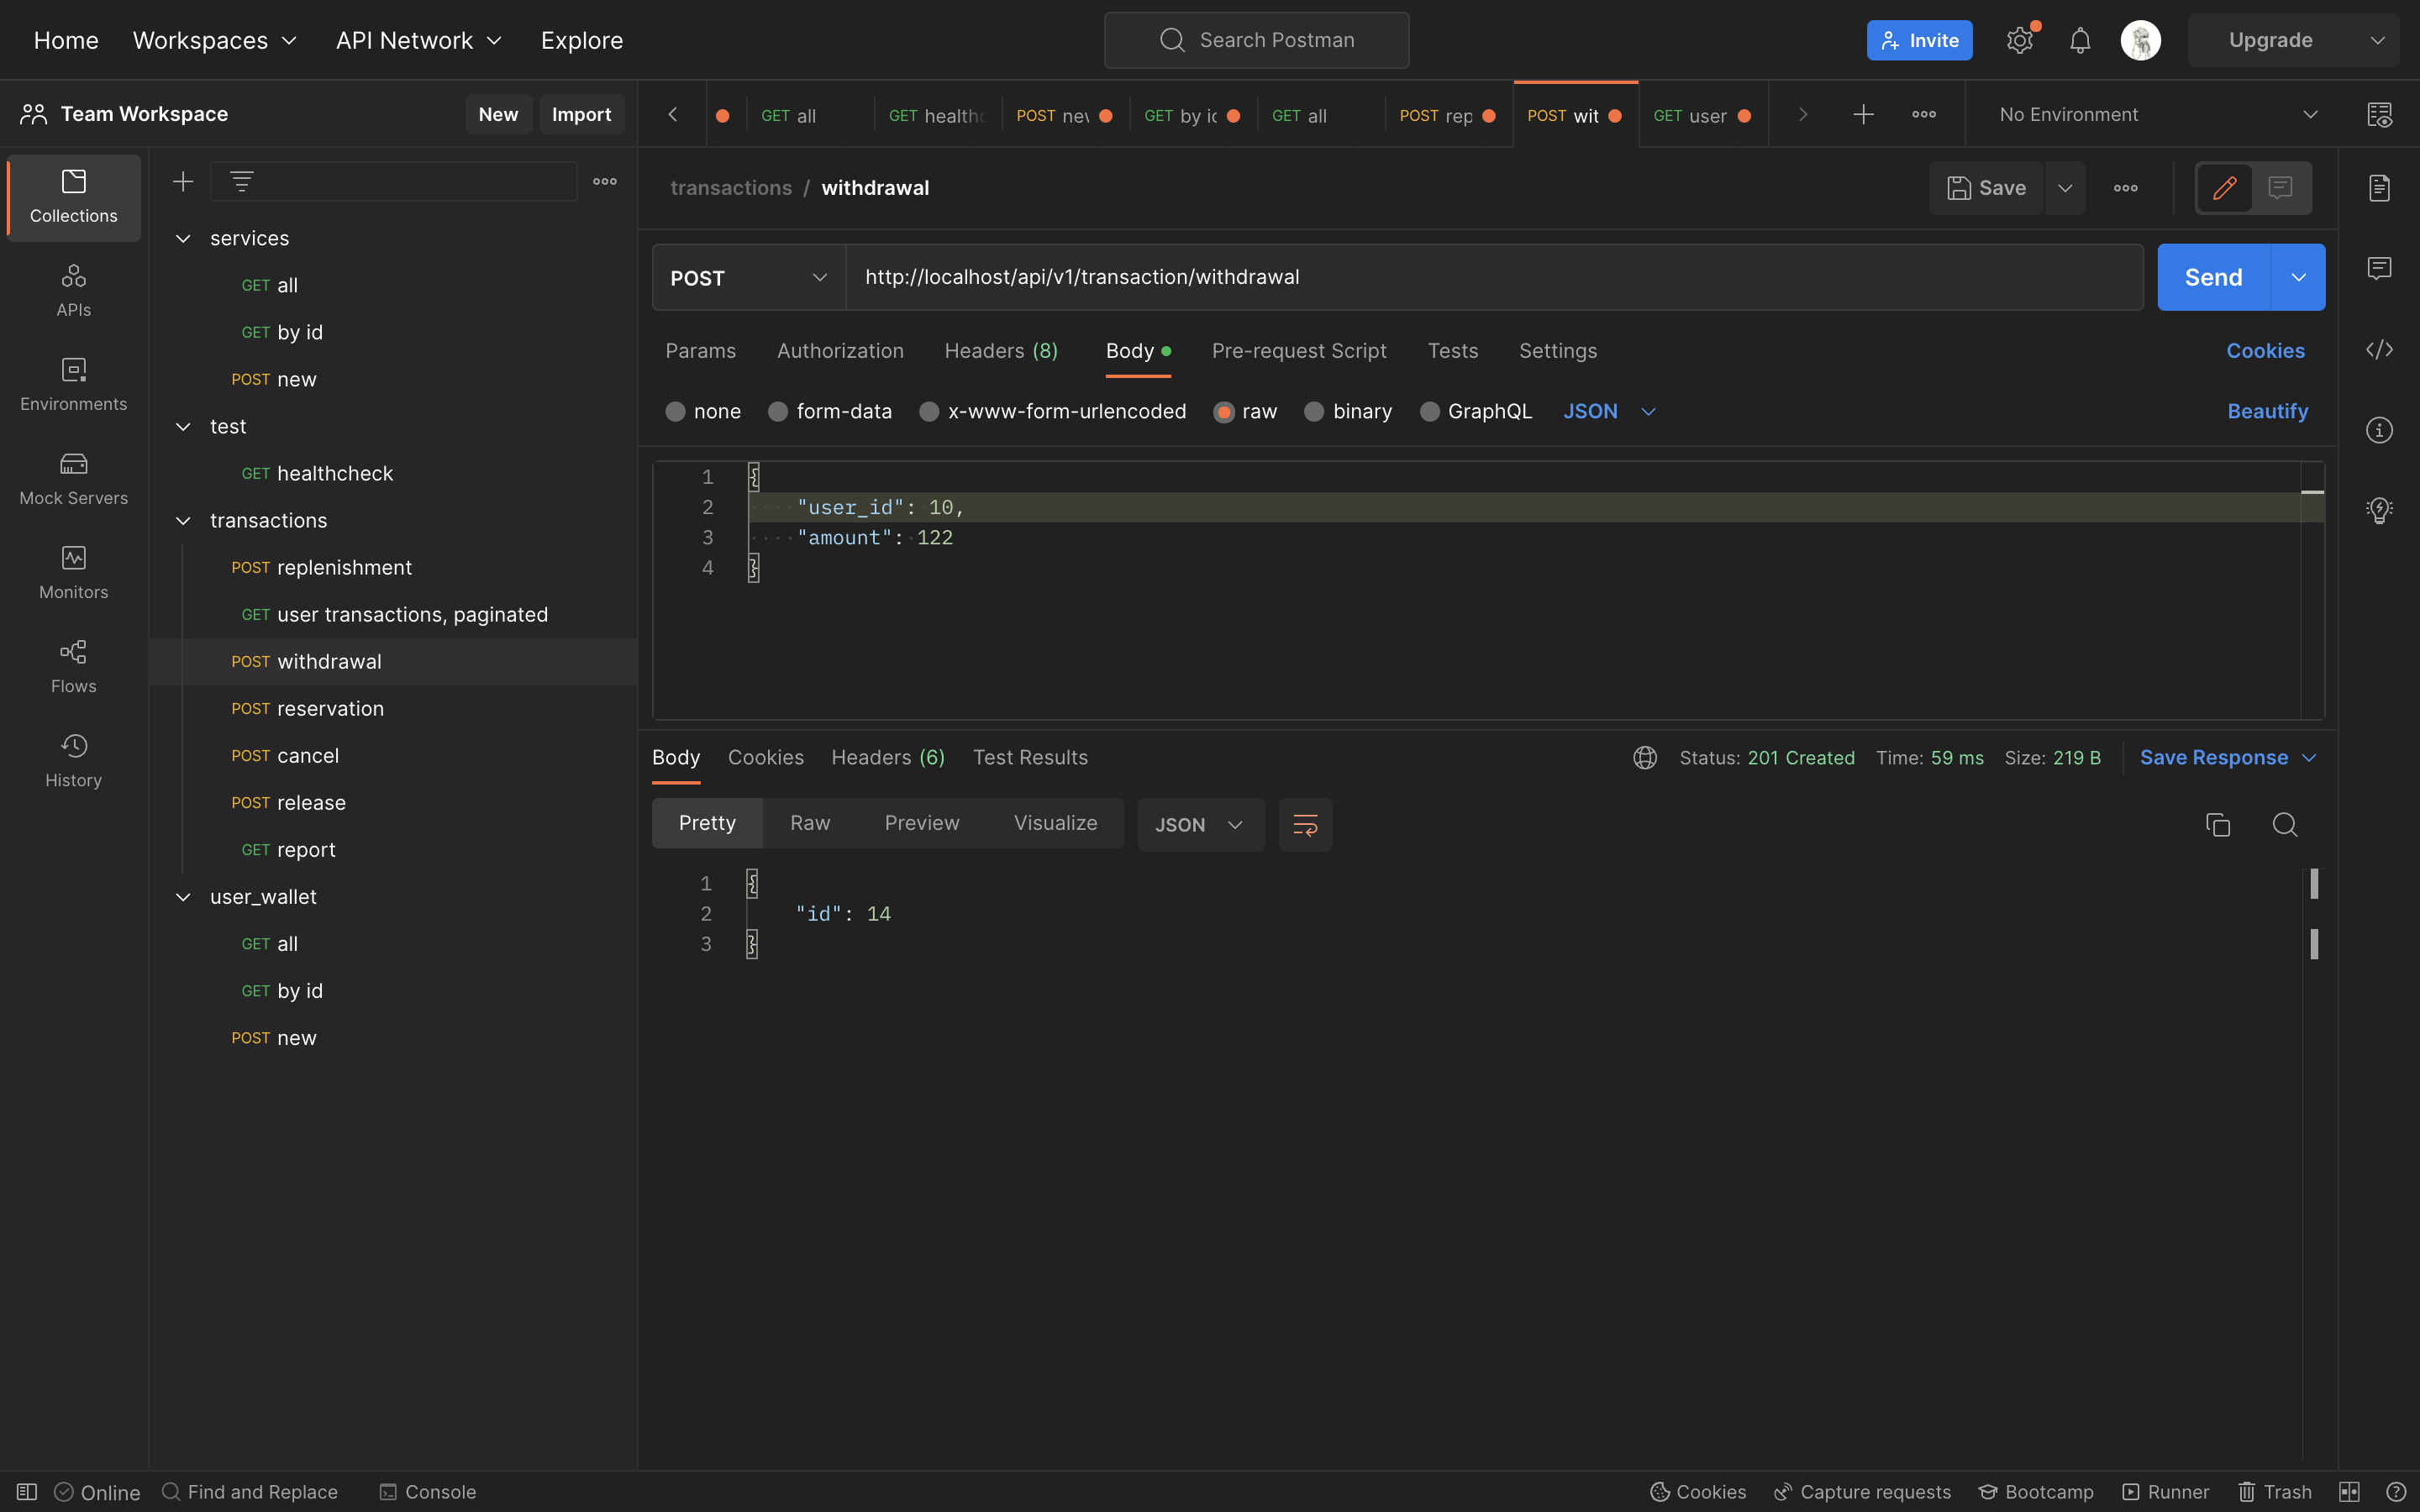 Home Workspaces API Network Explore Search Postman Invite Upgrade
Team Workspace New Import
GET all GET healthc POST new GET by id GET all POST rep POST wit GET user No Environment
Collections
APIs
Environments
Mock Servers
Monitors
Flows
History
services
GET all
GET by id
POST new
test
GET healthcheck
transactions
POST replenishment
GET user transactions, paginated
POST withdrawal
POST reservation
POST cancel
POST release
GET report
user_wallet
GET all
GET by id
POST new
transactions / withdrawal Save
POST http://localhost/api/v1/transaction/withdrawal Send
Params Authorization Headers (8) Body Pre-request Script Tests Settings Cookies
none form-data x-www-form-urlencoded raw binary GraphQL JSON Beautify
1 {
2 "user_id": 10,
3 "amount": 122
4 }
Body Cookies Headers (6) Test Results Status: 201 Created Time: 59 ms Size: 219 B Save Response
Pretty Raw Preview Visualize JSON
1 {
2 "id": 14
3 }
Online Find and Replace Console Cookies Capture requests Bootcamp Runner Trash